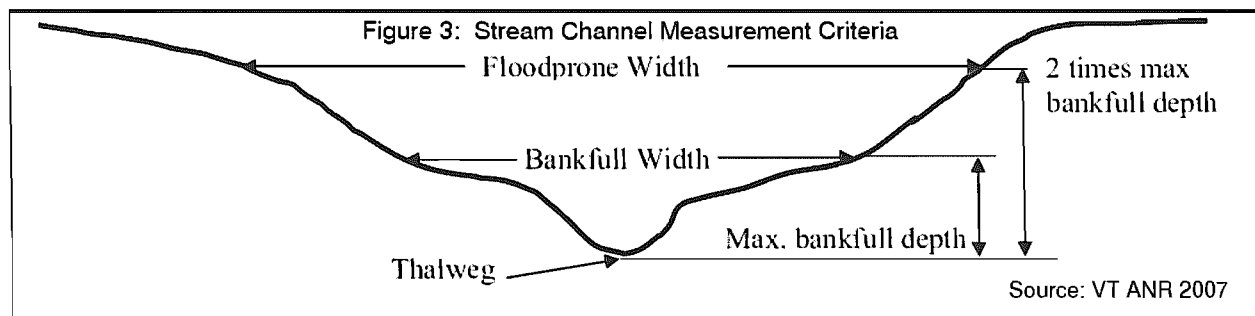 Figure 3: Stream Channel Measurement Criteria
Floodprone Width
2 times max
bankfull depth
Bankfull Width
Max. bankfull depth
Thalweg
Source: VT ANR 2007